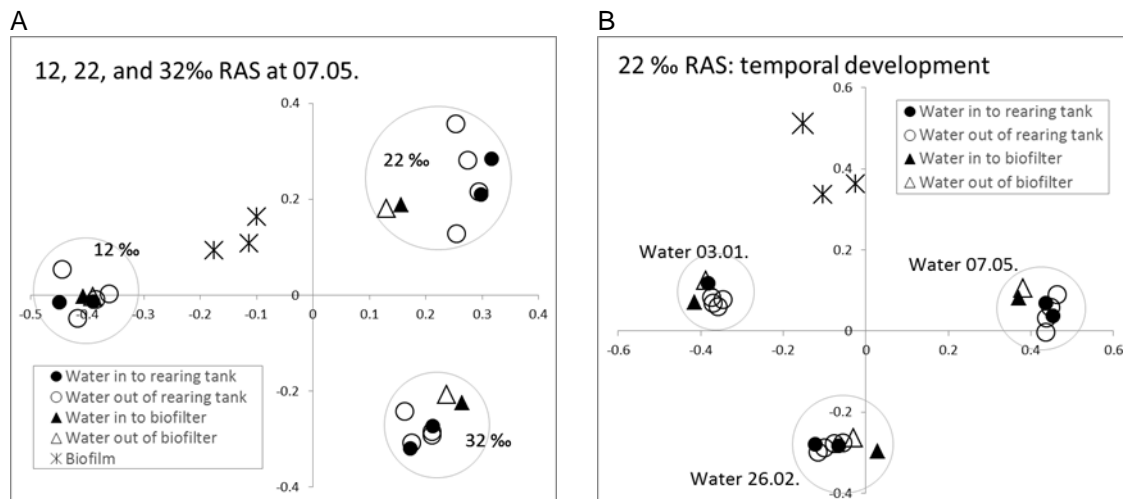 A
12, 22, and 32‰ RAS at 07.05.
0.4
22 ‰
0.2
12 ‰
0
-0.5 -0.4 -0.3 -0.2 -0.1 0 0.1 0.2 0.3 0.4
-0.2
32 ‰
-0.4
Water in to rearing tank
Water out of rearing tank
Water in to biofilter
Water out of biofilter
Biofilm
B
22 ‰ RAS: temporal development
0.6
Water in to rearing tank
Water out of rearing tank
Water in to biofilter
Water out of biofilter
0.4
0.2
Water 03.01.
Water 07.05.
0
-0.6 -0.4 -0.2 0 0.2 0.4 0.6
-0.2
Water 26.02.
-0.4